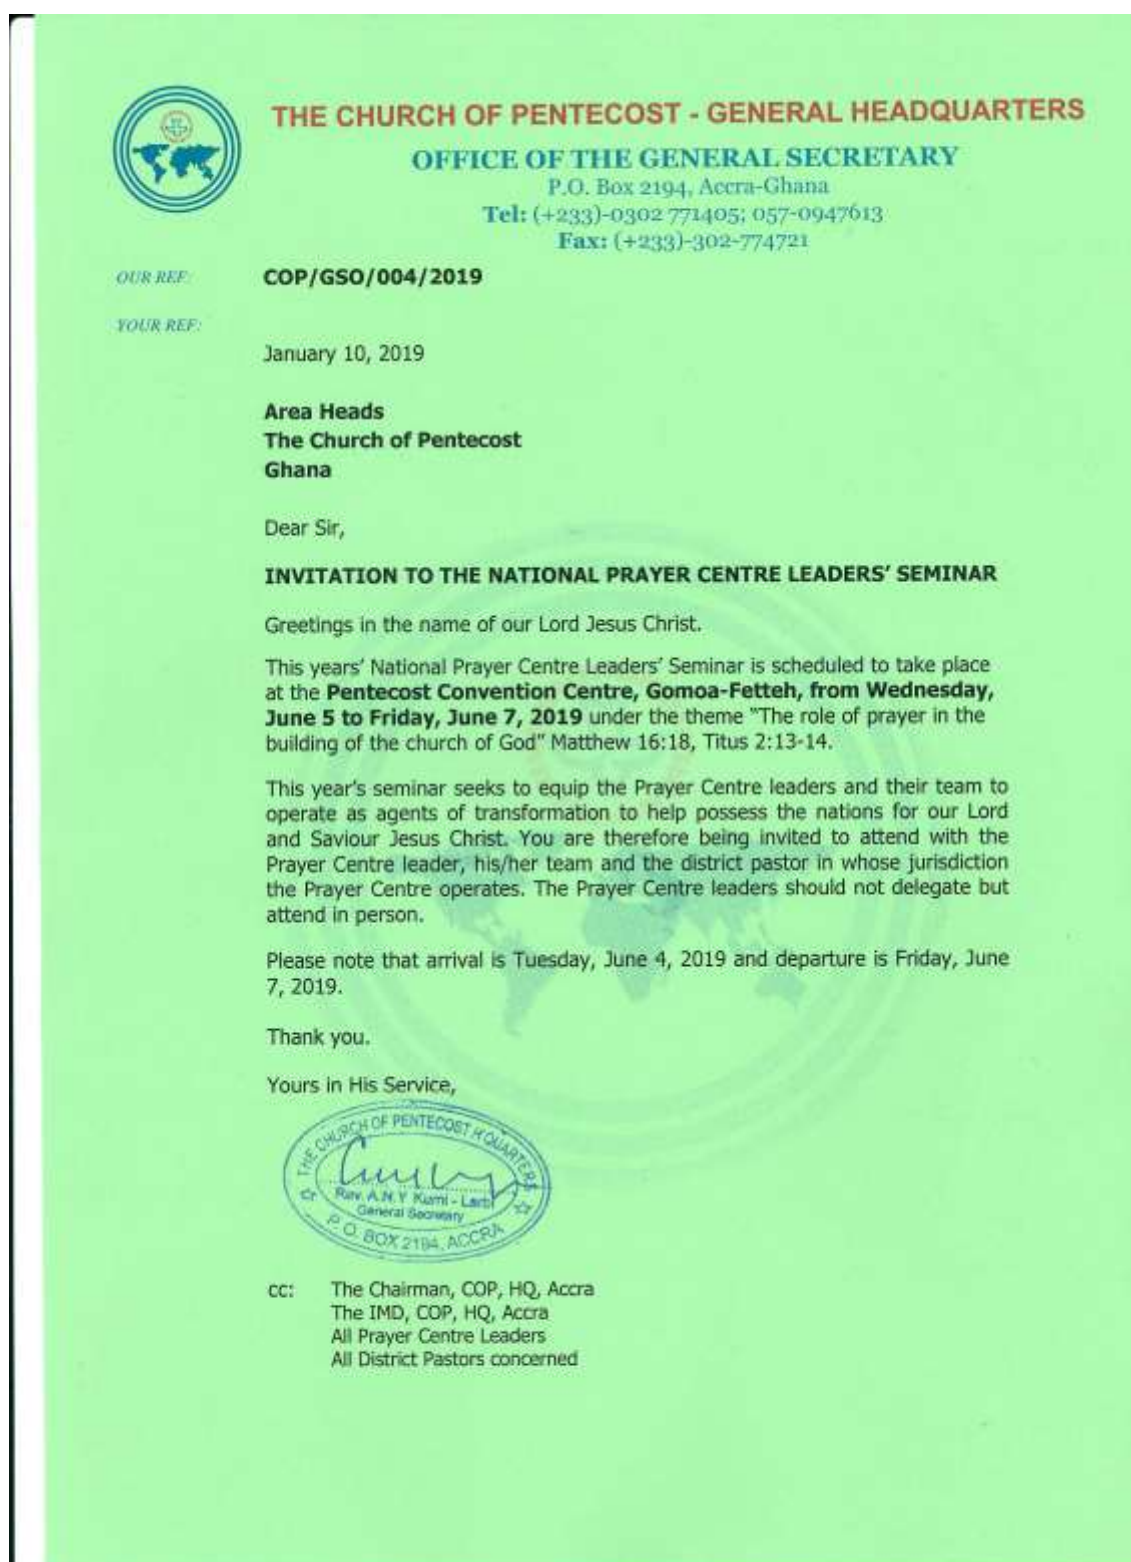 THE CHURCH OF PENTECOST - GENERAL HEADQUARTERS
OFFICE OF THE GENERAL SECRETARY
P.O. Box 2194, Accra-Ghana
Tel: (+233)-0302 771405; 057-0947613
Fax: (+233)-302-774721
OUR REF: COP/GSO/004/2019
YOUR REF:
January 10, 2019
Area Heads
The Church of Pentecost
Ghana
Dear Sir,
INVITATION TO THE NATIONAL PRAYER CENTRE LEADERS' SEMINAR
Greetings in the name of our Lord Jesus Christ.
This years' National Prayer Centre Leaders' Seminar is scheduled to take place
at the Pentecost Convention Centre, Gomoa-Fetteh, from Wednesday,
June 5 to Friday, June 7, 2019 under the theme "The role of prayer in the
building of the church of God" Matthew 16:18, Titus 2:13-14.
This year's seminar seeks to equip the Prayer Centre leaders and their team to
operate as agents of transformation to help possess the nations for our Lord
and Saviour Jesus Christ. You are therefore being invited to attend with the
Prayer Centre leader, his/her team and the district pastor in whose jurisdiction
the Prayer Centre operates. The Prayer Centre leaders should not delegate but
attend in person.
Please note that arrival is Tuesday, June 4, 2019 and departure is Friday, June
7, 2019.
Thank you.
Yours in His Service,
THE CHURCH OF PENTECOST H'QUARTERS
Rev. A.N.Y Kumi - Larbi
General Secretary
P. O. BOX 2194, ACCRA
cc: The Chairman, COP, HQ, Accra
The IMD, COP, HQ, Accra
All Prayer Centre Leaders
All District Pastors concerned